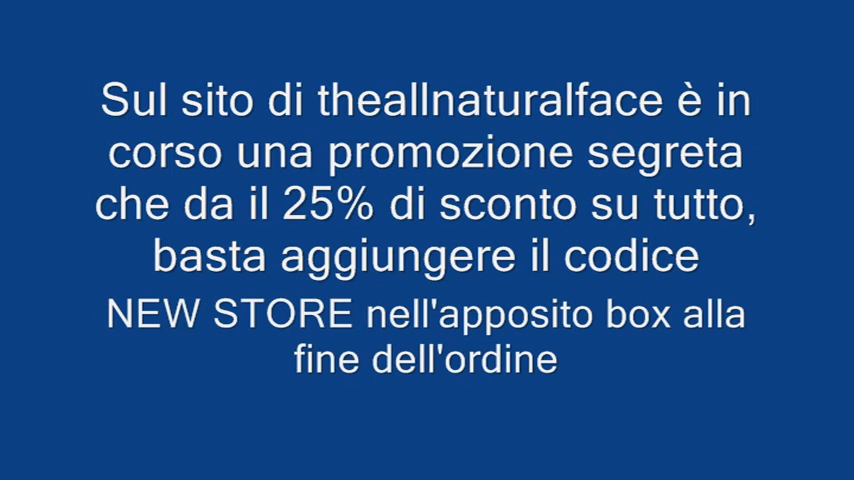 Sul sito di theallnaturalface è in
corso una promozione segreta
che da il 25% di sconto su tutto,
basta aggiungere il codice
NEW STORE nell'apposito box alla
fine dell'ordine